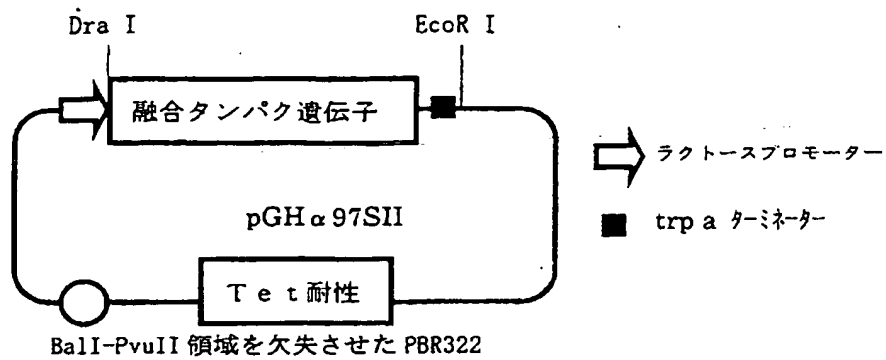 Dra I
EcoR I
融合タンパク遺伝子
ラクトースプロモーター
pGHα97SII
trp a ターミネーター
Tet耐性
BalI-PvuII 領域を欠失させた PBR322